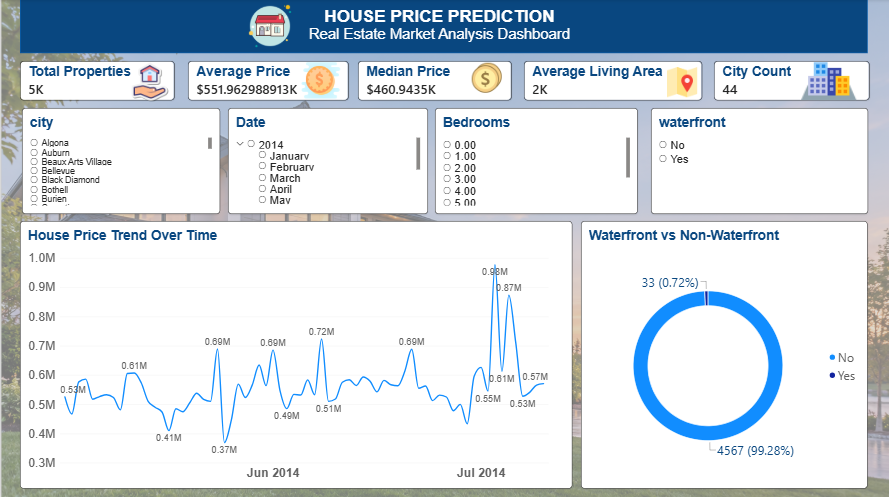 HOUSE PRICE PREDICTION
Real Estate Market Analysis Dashboard
Total Properties
5K
Average Price
$551.962988913K
Median Price
$460.9435K
Average Living Area
2K
City Count
44
city
Algona
Auburn
Beaux Arts Village
Bellevue
Black Diamond
Bothell
Burien
Date
2014
January
February
March
April
May
Bedrooms
0.00
1.00
2.00
3.00
4.00
5.00
waterfront
No
Yes
House Price Trend Over Time
1.0M
0.9M
0.8M
0.7M
0.6M
0.5M
0.4M
0.3M
0.53M
0.61M
0.41M
0.69M
0.37M
0.69M
0.49M
0.72M
0.51M
0.69M
0.55M
0.98M
0.61M
0.87M
0.53M
0.57M
Jun 2014
Jul 2014
Waterfront vs Non-Waterfront
33 (0.72%)
4567 (99.28%)
No
Yes